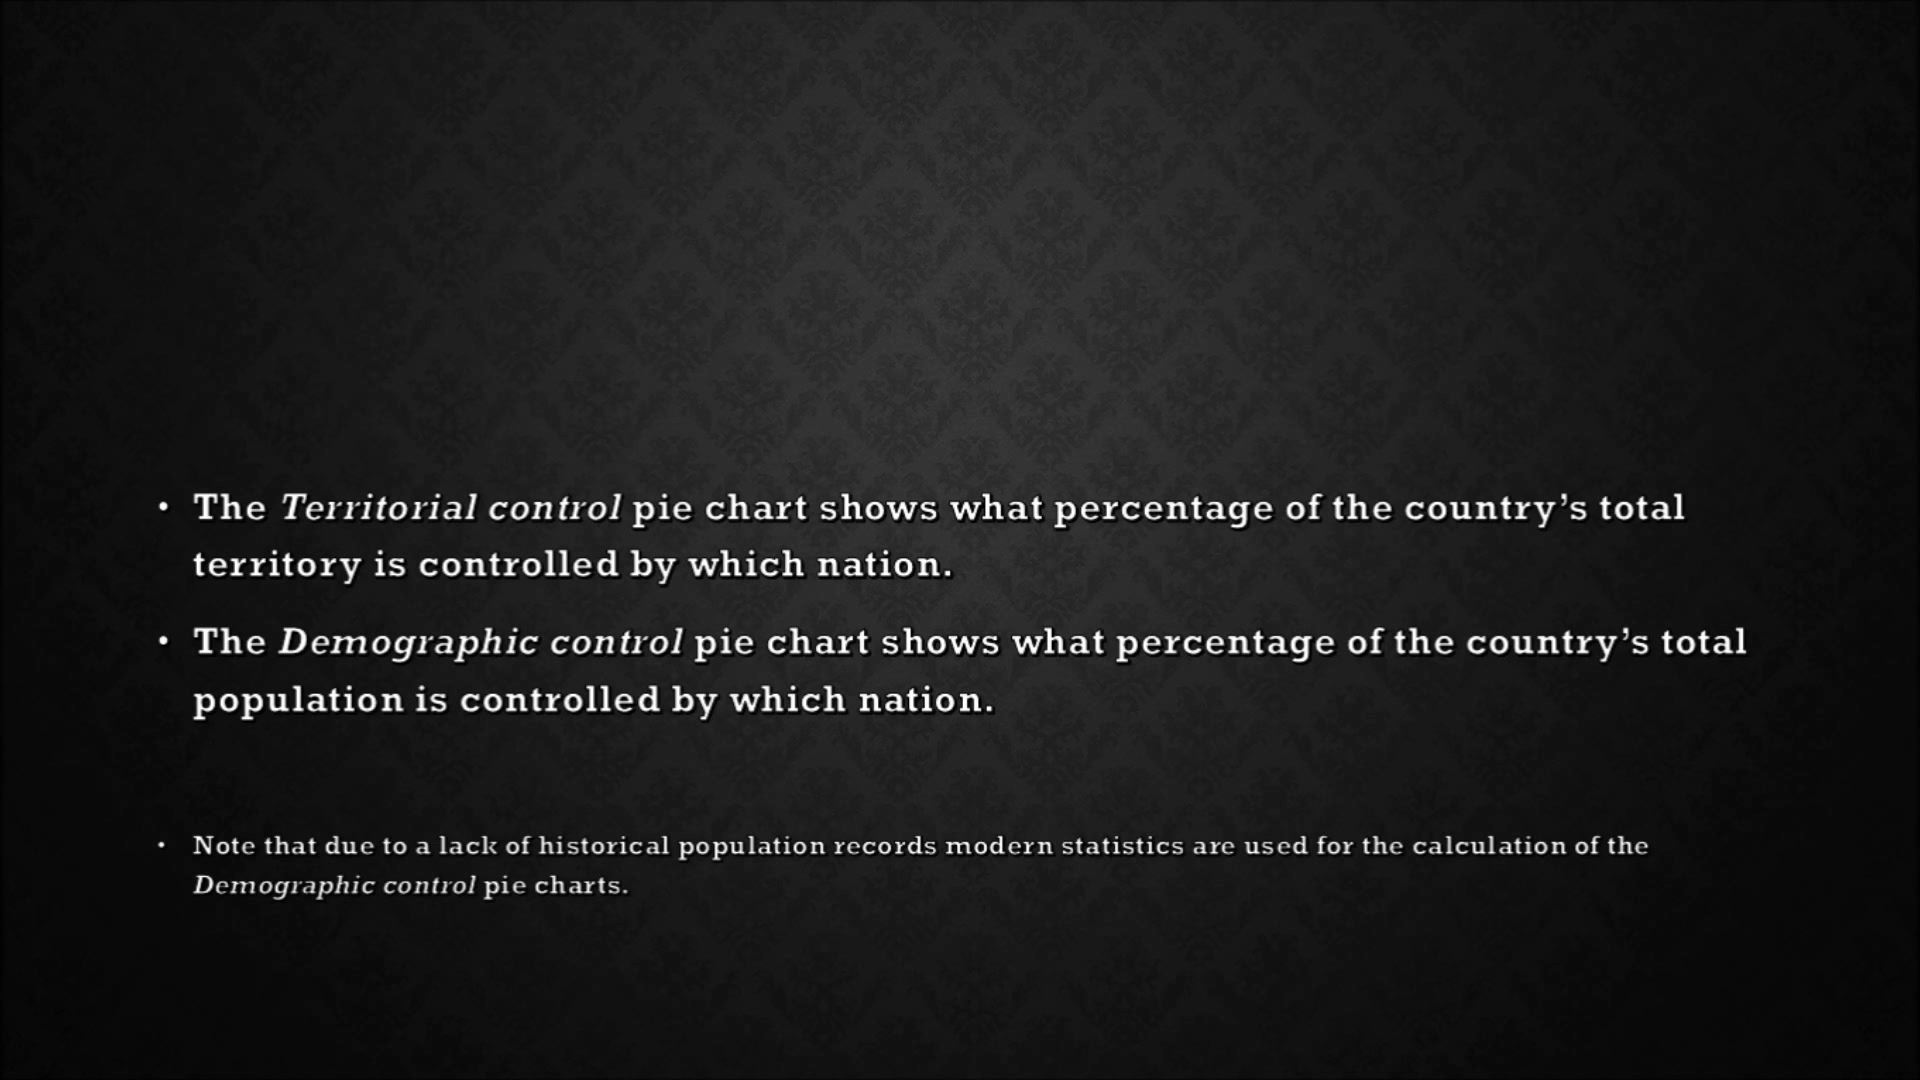 • The Territorial control pie chart shows what percentage of the country’s total
territory is controlled by which nation.
• The Demographic control pie chart shows what percentage of the country’s total
population is controlled by which nation.
• Note that due to a lack of historical population records modern statistics are used for the calculation of the
Demographic control pie charts.